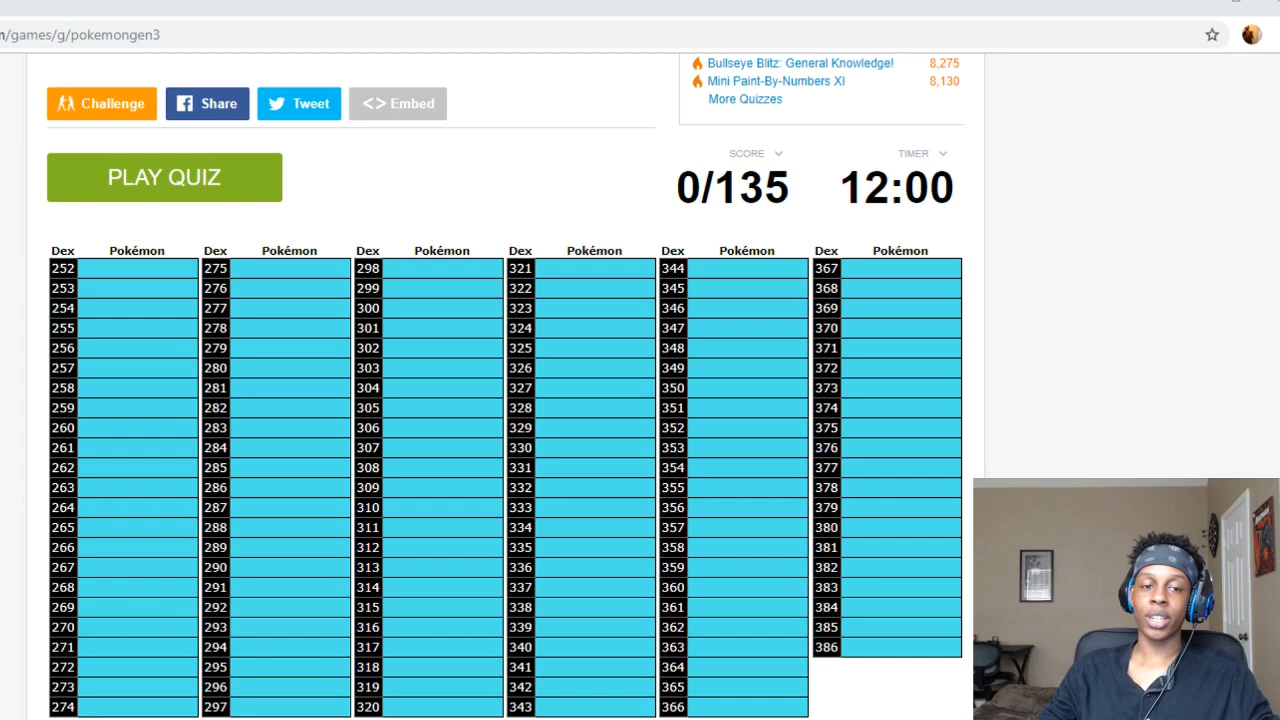 m/games/g/pokemongen3
Bullseye Blitz: General Knowledge! 8,275
Mini Paint-By-Numbers XI 8,130
More Quizzes
Challenge Share Tweet <> Embed
SCORE TIMER
PLAY QUIZ 0/135 12:00
Dex Pokémon Dex Pokémon Dex Pokémon Dex Pokémon Dex Pokémon Dex Pokémon
252 275 298 321 344 367
253 276 299 322 345 368
254 277 300 323 346 369
255 278 301 324 347 370
256 279 302 325 348 371
257 280 303 326 349 372
258 281 304 327 350 373
259 282 305 328 351 374
260 283 306 329 352 375
261 284 307 330 353 376
262 285 308 331 354 377
263 286 309 332 355 378
264 287 310 333 356 379
265 288 311 334 357 380
266 289 312 335 358 381
267 290 313 336 359 382
268 291 314 337 360 383
269 292 315 338 361 384
270 293 316 339 362 385
271 294 317 340 363 386
272 295 318 341 364
273 296 319 342 365
274 297 320 343 366